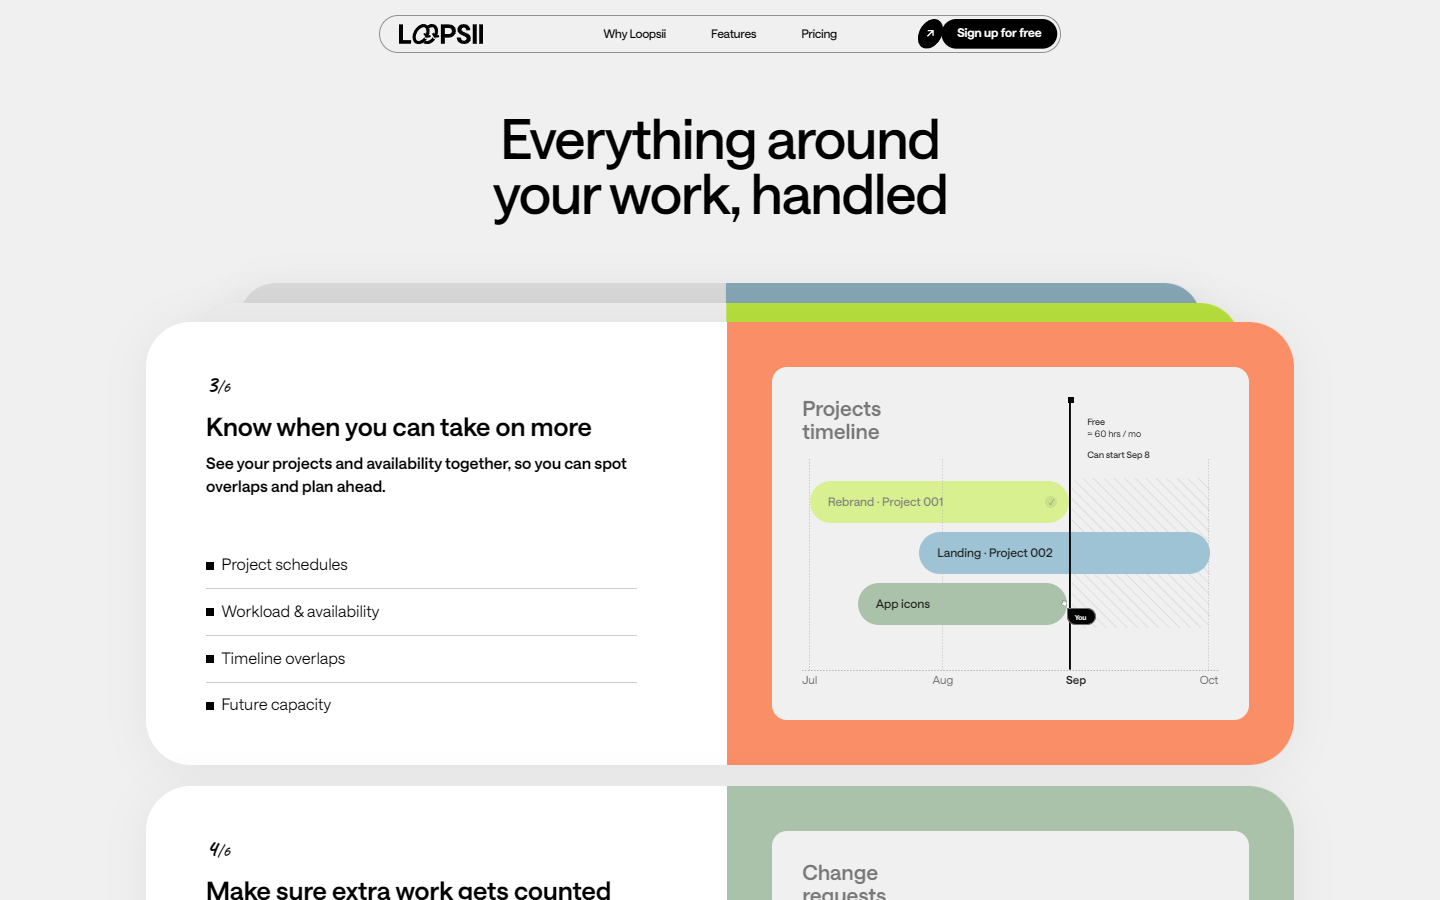 LOOPSII
Why Loopsii
Features
Pricing
Sign up for free
Everything around
your work, handled
3/6
Know when you can take on more
See your projects and availability together, so you can spot
overlaps and plan ahead.
Project schedules
Workload & availability
Timeline overlaps
Future capacity
Projects
timeline
Free
≈ 60 hrs / mo
Can start Sep 8
Rebrand · Project 001
Landing · Project 002
App icons
You
Jul
Aug
Sep
Oct
4/6
Make sure extra work gets counted
Change
requests